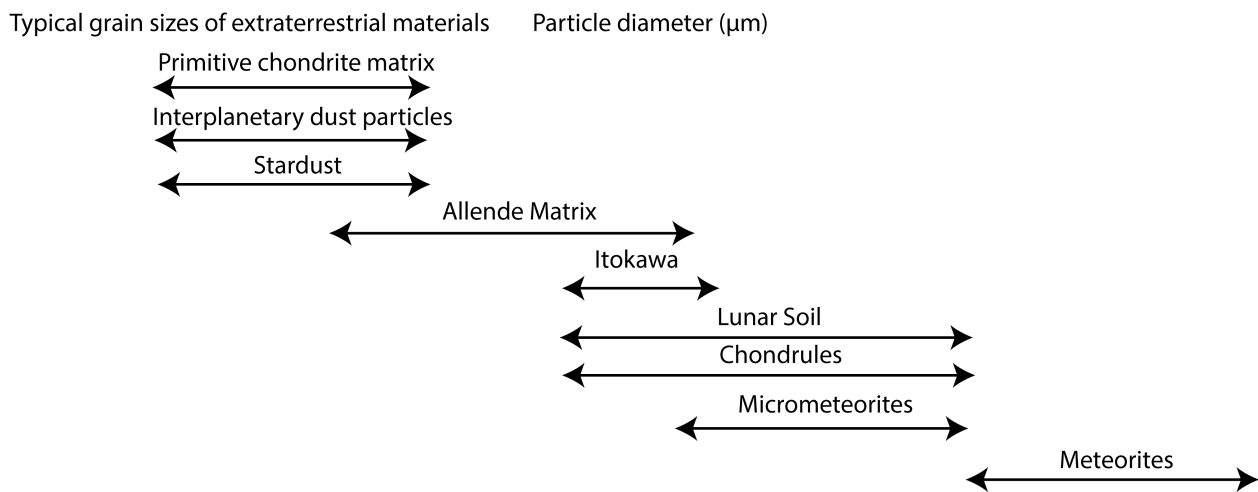 Typical grain sizes of extraterrestrial materials Particle diameter (µm)
Primitive chondrite matrix
Interplanetary dust particles
Stardust
Allende Matrix
Itokawa
Lunar Soil
Chondrules
Micrometeorites
Meteorites